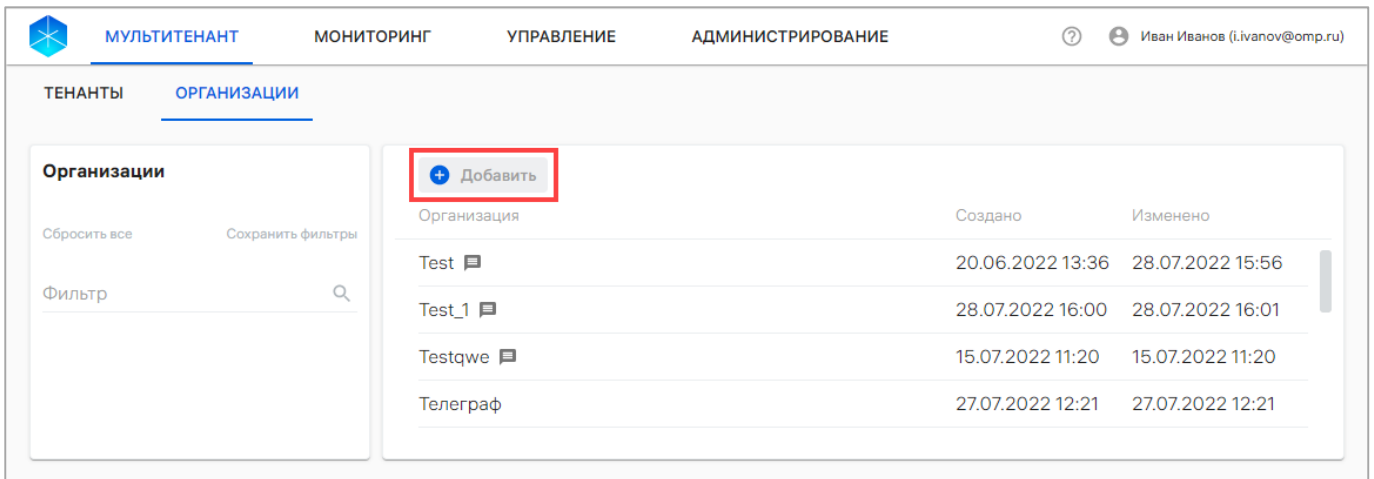 МУЛЬТИТЕНАНТ МОНИТОРИНГ УПРАВЛЕНИЕ АДМИНИСТРИРОВАНИЕ ? Иван Иванов (i.ivanov@omp.ru)
ТЕНАНТЫ ОРГАНИЗАЦИИ
Организации
Сбросить все Сохранить фильтры
Фильтр
Добавить
Организация Создано Изменено
Test 20.06.2022 13:36 28.07.2022 15:56
Test_1 28.07.2022 16:00 28.07.2022 16:01
Testqwe 15.07.2022 11:20 15.07.2022 11:20
Телеграф 27.07.2022 12:21 27.07.2022 12:21